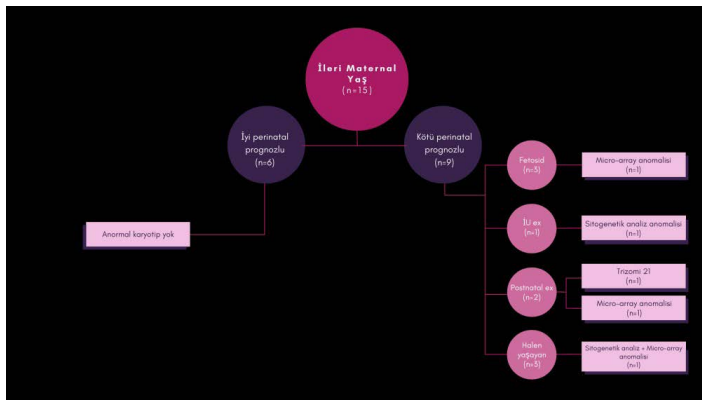 İleri Maternal
Yaş
(n=15)
İyi perinatal
prognozlu
(n=6)
Kötü perinatal
prognozlu
(n=9)
Anormal karyotip yok
Fetosid
(n=3)
Micro-array anomalisi
(n=1)
İU ex
(n=1)
Sitogenetik analiz anomalisi
(n=1)
Postnatal ex
(n=2)
Trizomi 21
(n=1)
Micro-array anomalisi
(n=1)
Halen
yaşayan
(n=3)
Sitogenetik analiz + Micro-array
anomalisi
(n=1)